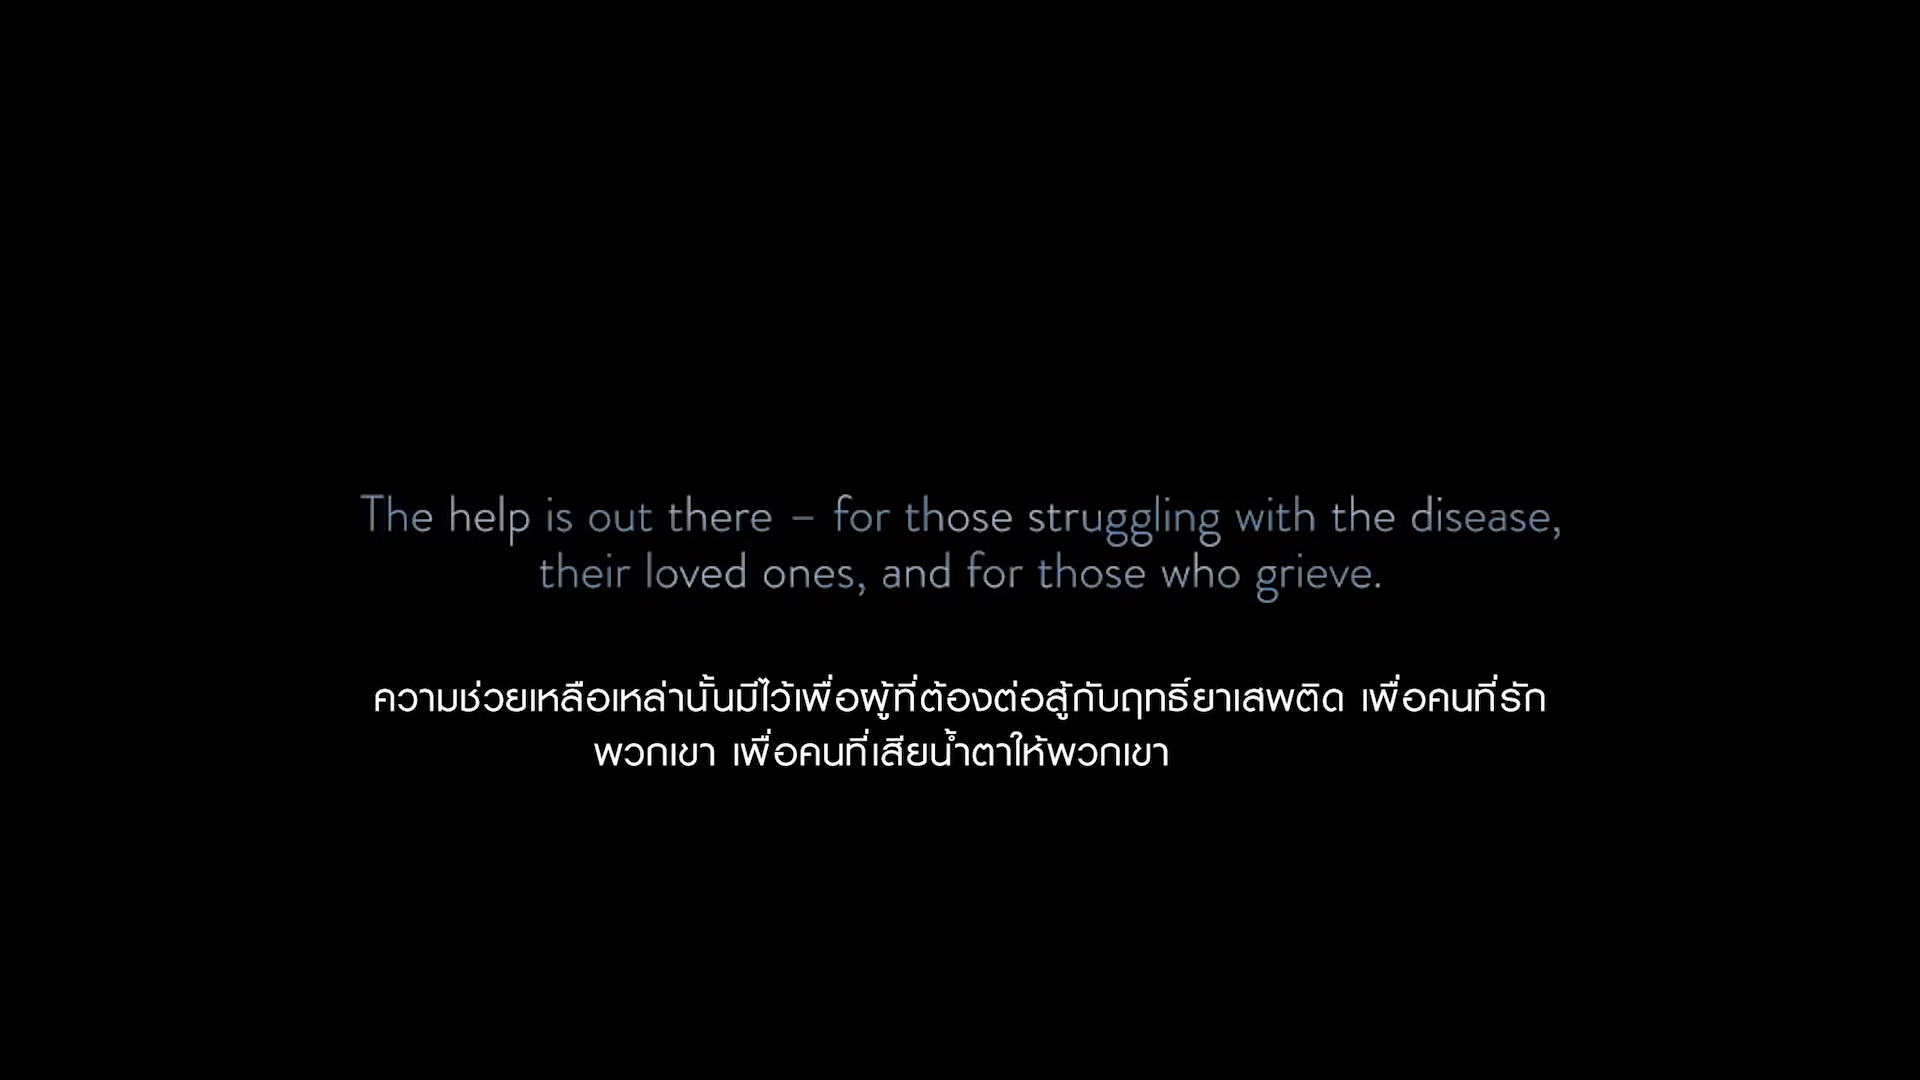 The help is out there – for those struggling with the disease,
their loved ones, and for those who grieve.
ความช่วยเหลือเหล่านั้นมีไว้เพื่อผู้ที่ต้องต่อสู้กับฤทธิ์ยาเสพติด เพื่อคนที่รัก
พวกเขา เพื่อคนที่เสียน้ำตาให้พวกเขา